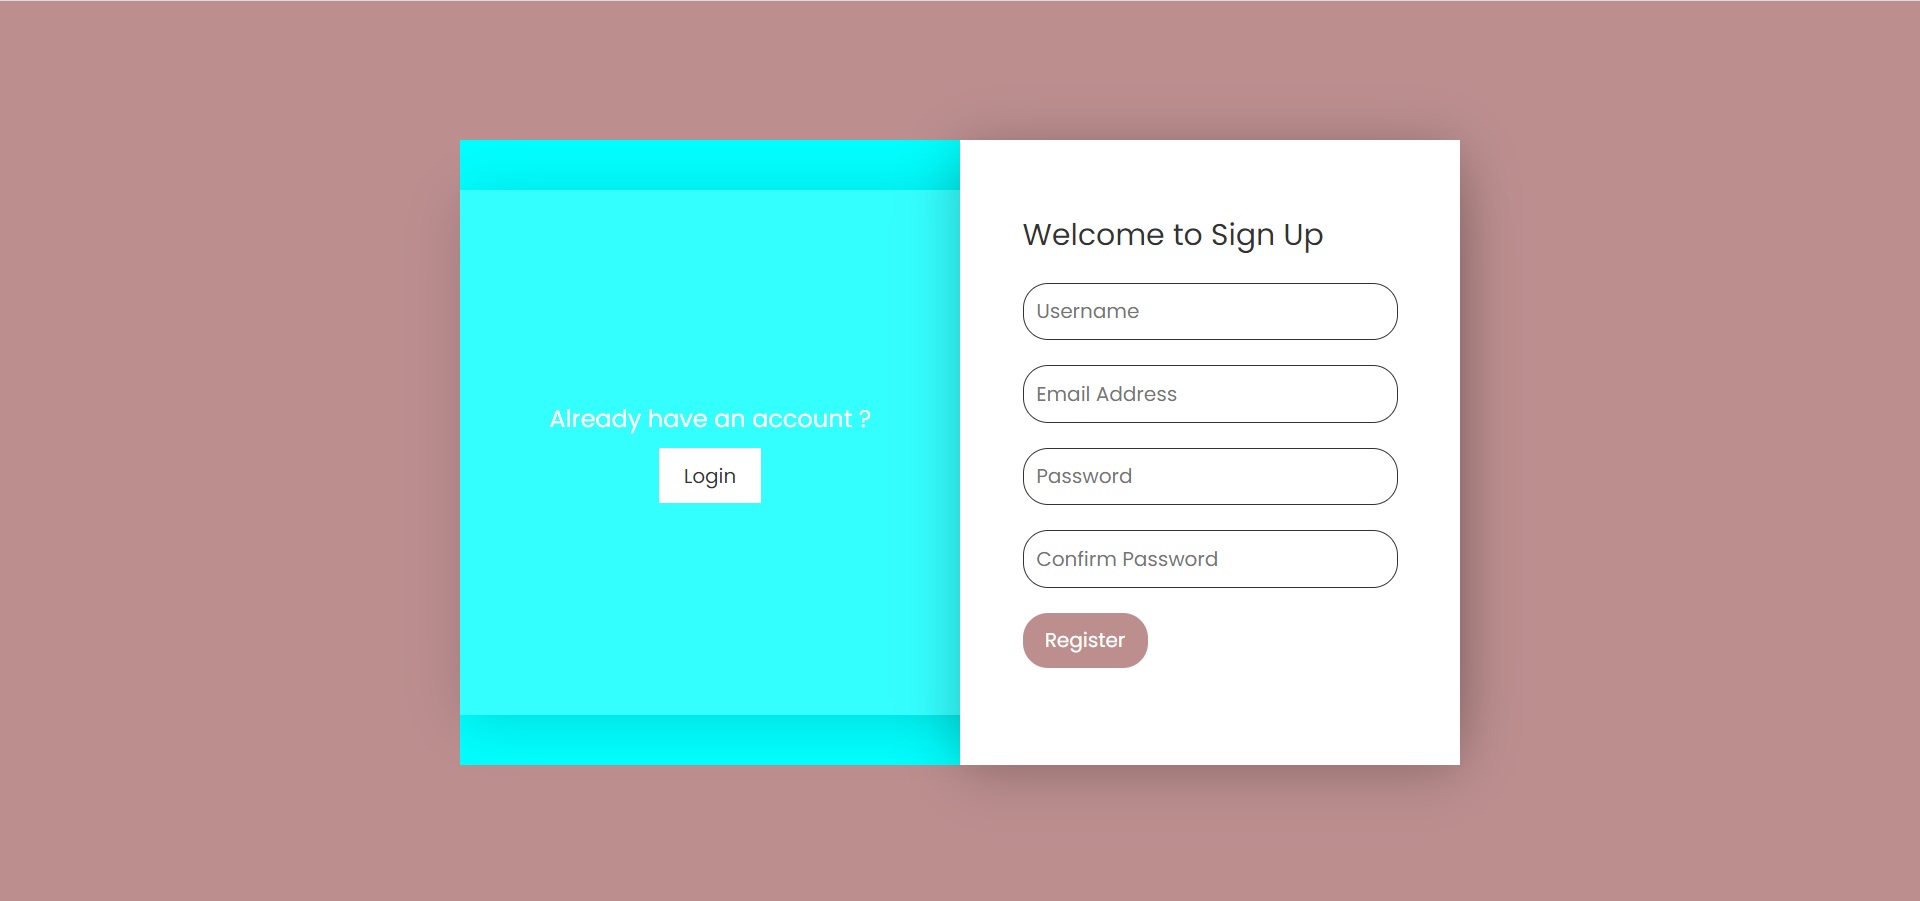 Already have an account ?
Login
Welcome to Sign Up
Username
Email Address
Password
Confirm Password
Register